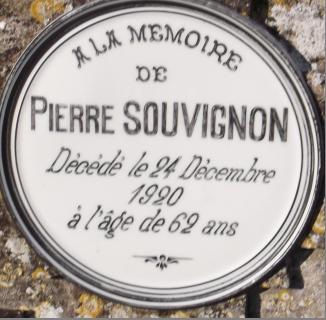 A LA MEMOIRE
DE
PIERRE SOUVIGNON
Décédé le 24 Décembre
1920
à l'âge de 62 ans